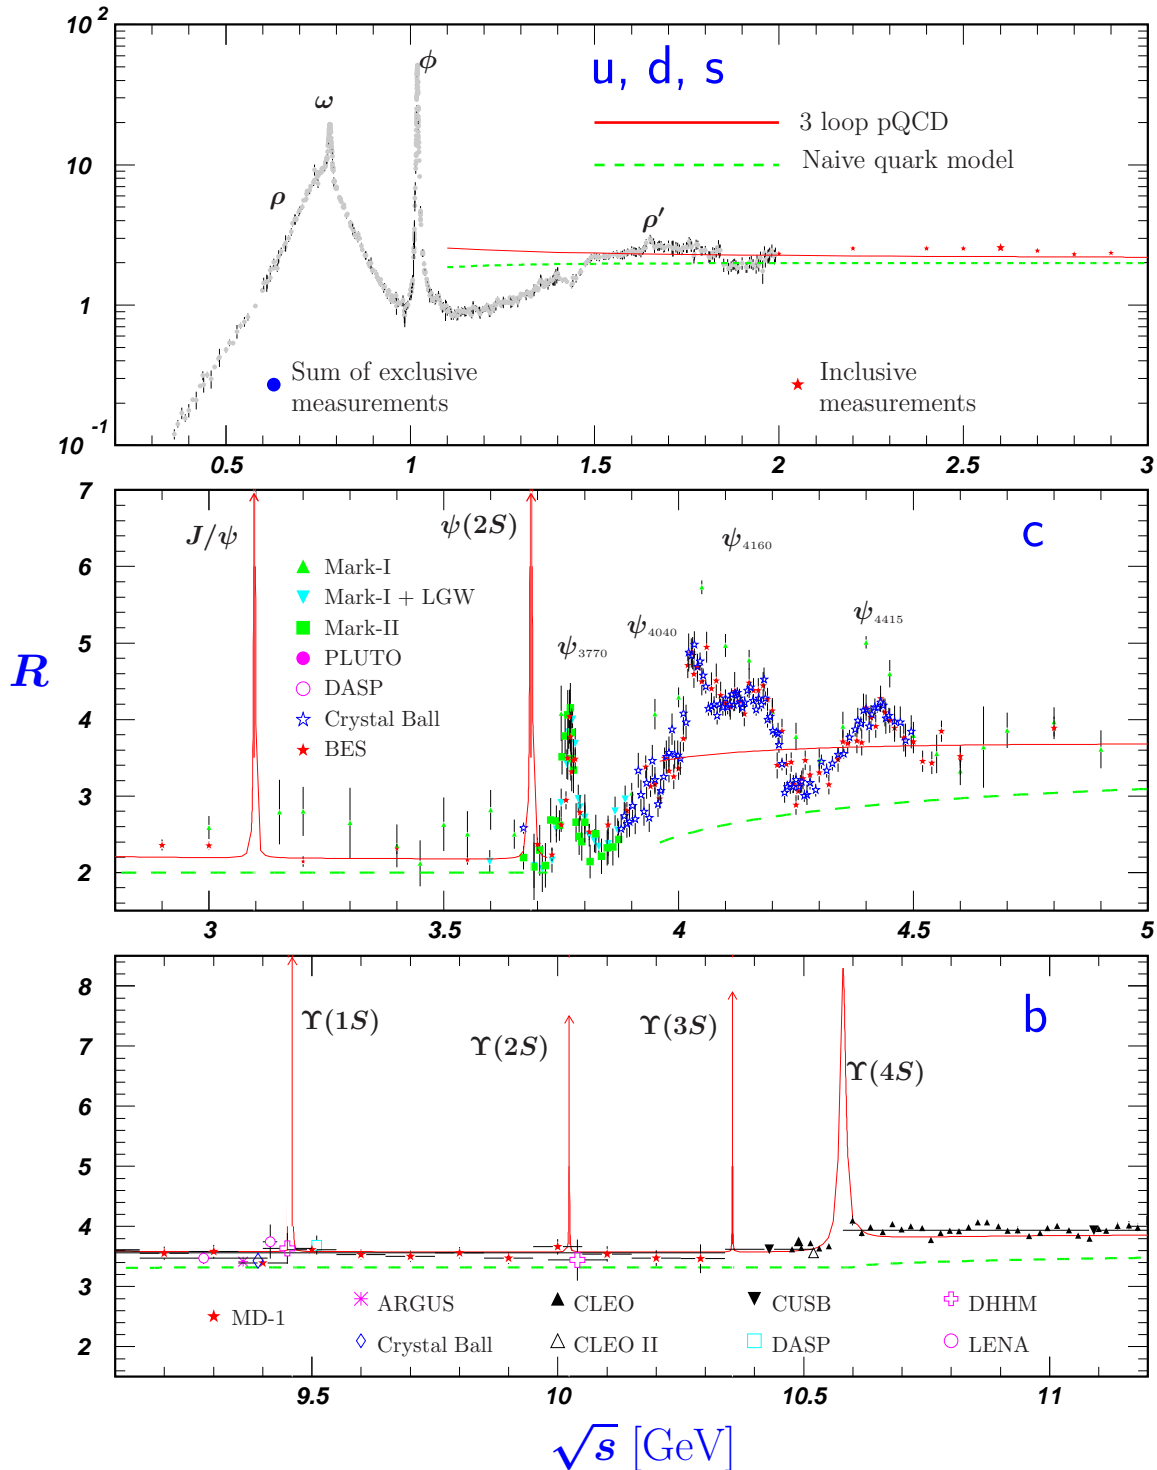 10 2
10
1
10 -1
u, d, s
ϕ
ω
ρ
ρ′
3 loop pQCD
Naive quark model
Sum of exclusive
measurements
Inclusive
measurements
0.5 1 1.5 2 2.5 3
7
6
5
4
3
2
R
J/ψ
ψ(2S)
c
ψ4160
ψ4040
ψ4415
ψ3770
Mark-I
Mark-I + LGW
Mark-II
PLUTO
DASP
Crystal Ball
BES
3 3.5 4 4.5 5
8
7
6
5
4
3
2
b
Υ(1S)
Υ(2S)
Υ(3S)
Υ(4S)
MD-1
ARGUS
CLEO
CUSB
DHHM
Crystal Ball
CLEO II
DASP
LENA
9.5 10 10.5 11
√s [GeV]